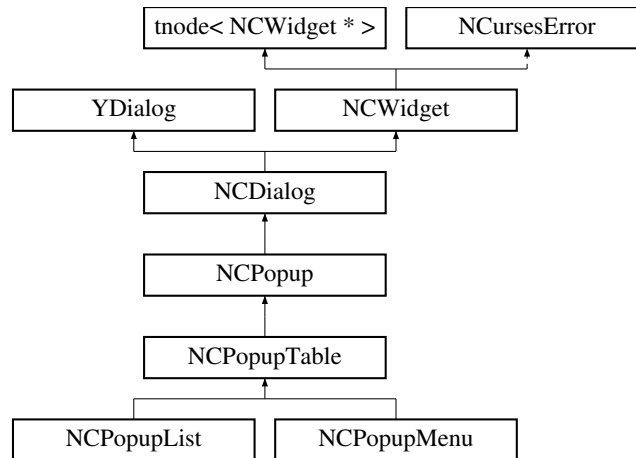 tnode< NCWidget * >
NCursesError
YDialog
NCWidget
NCDialog
NCPopup
NCPopupTable
NCPopupList
NCPopupMenu